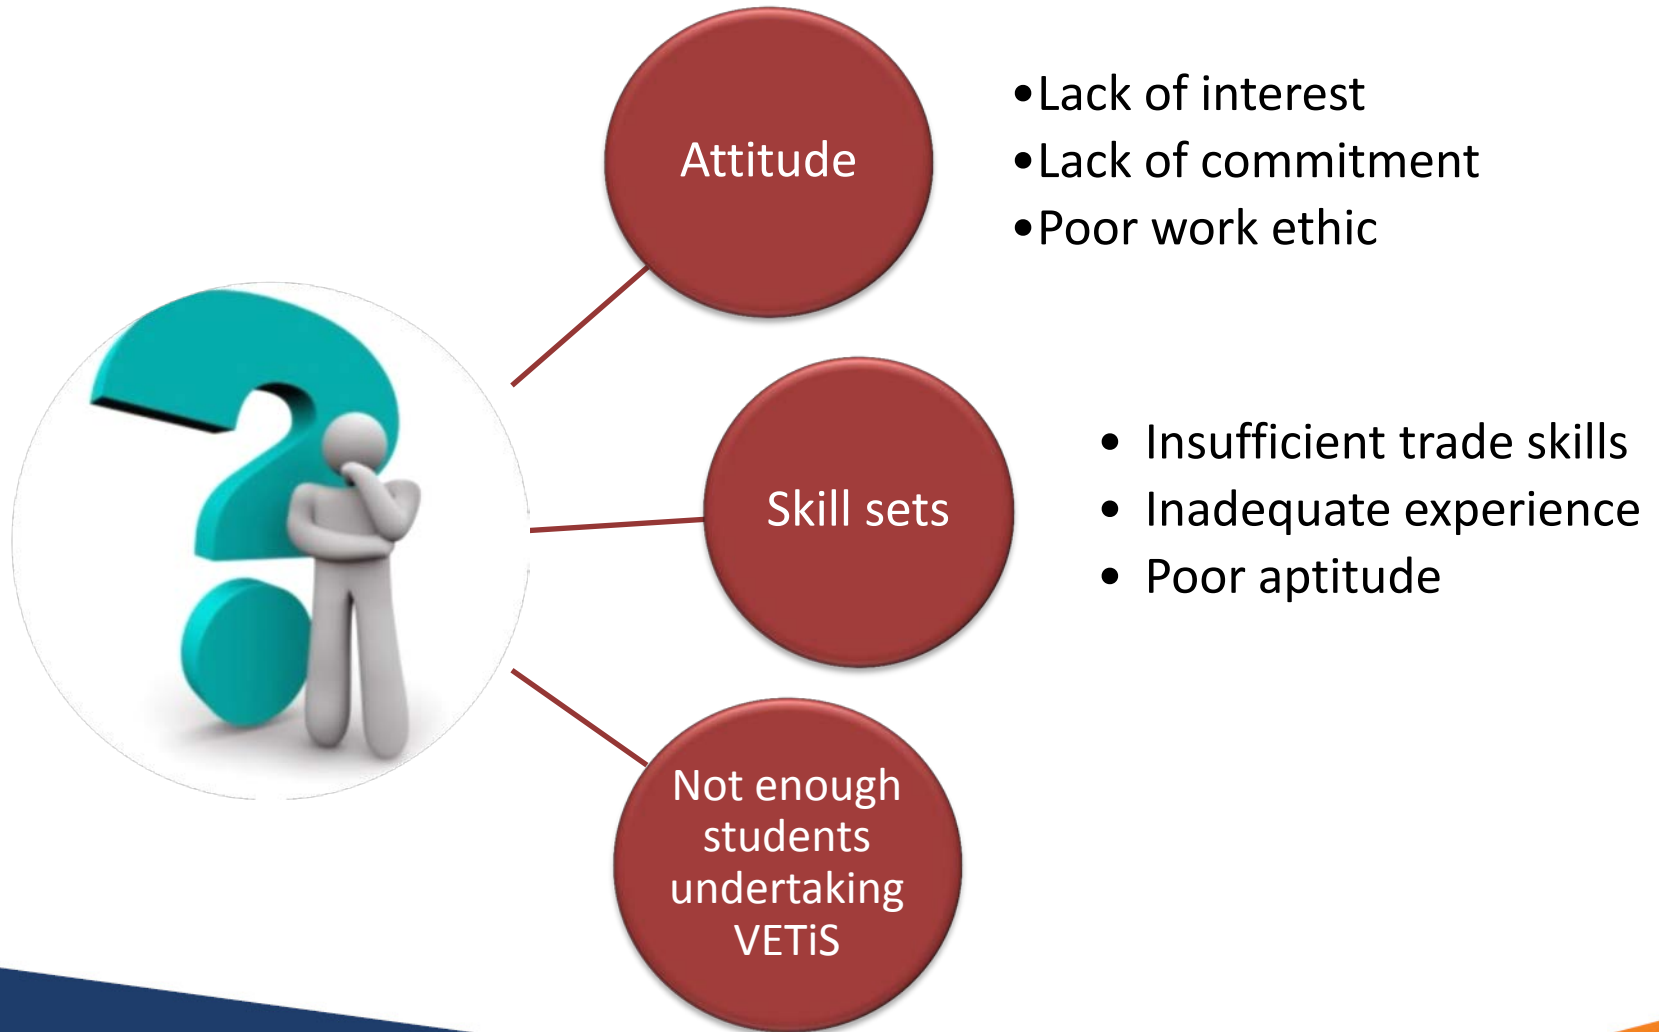 Attitude
•Lack of interest
•Lack of commitment
•Poor work ethic
Skill sets
• Insufficient trade skills
• Inadequate experience
• Poor aptitude
Not enough
students
undertaking
VETiS